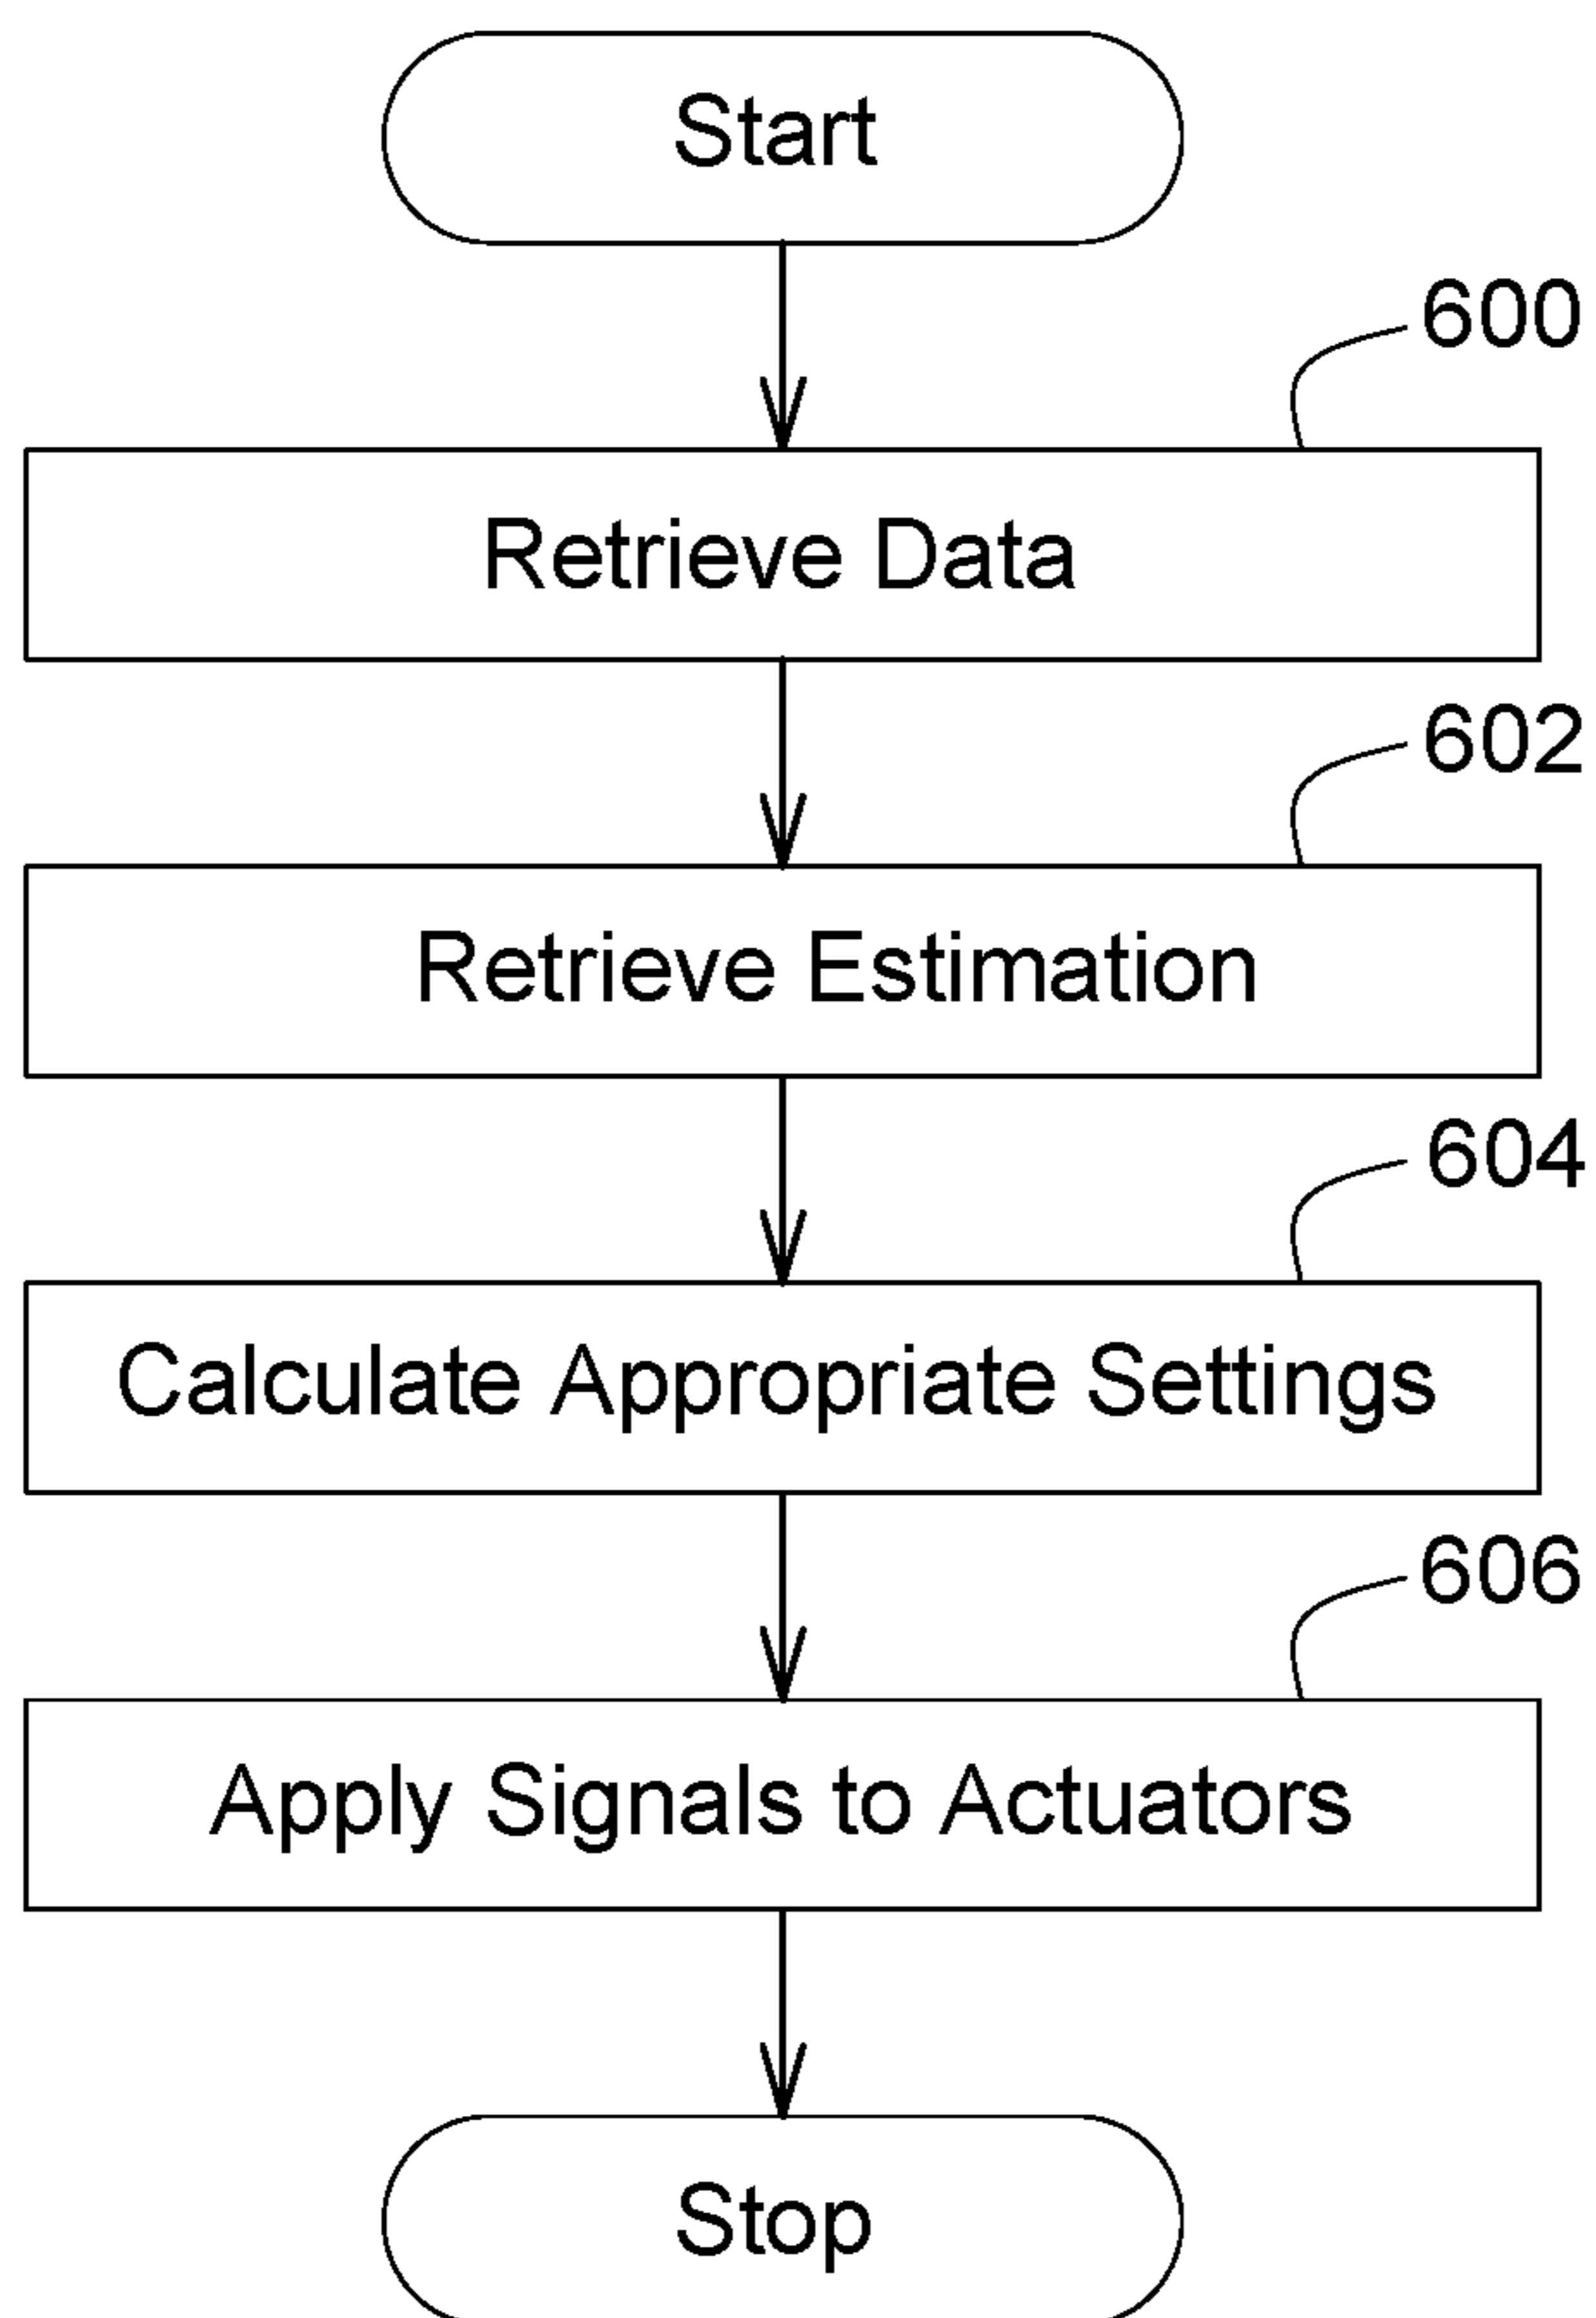 Start
600
Retrieve Data
602
Retrieve Estimation
604
Calculate Appropriate Settings
606
Apply Signals to Actuators
Stop